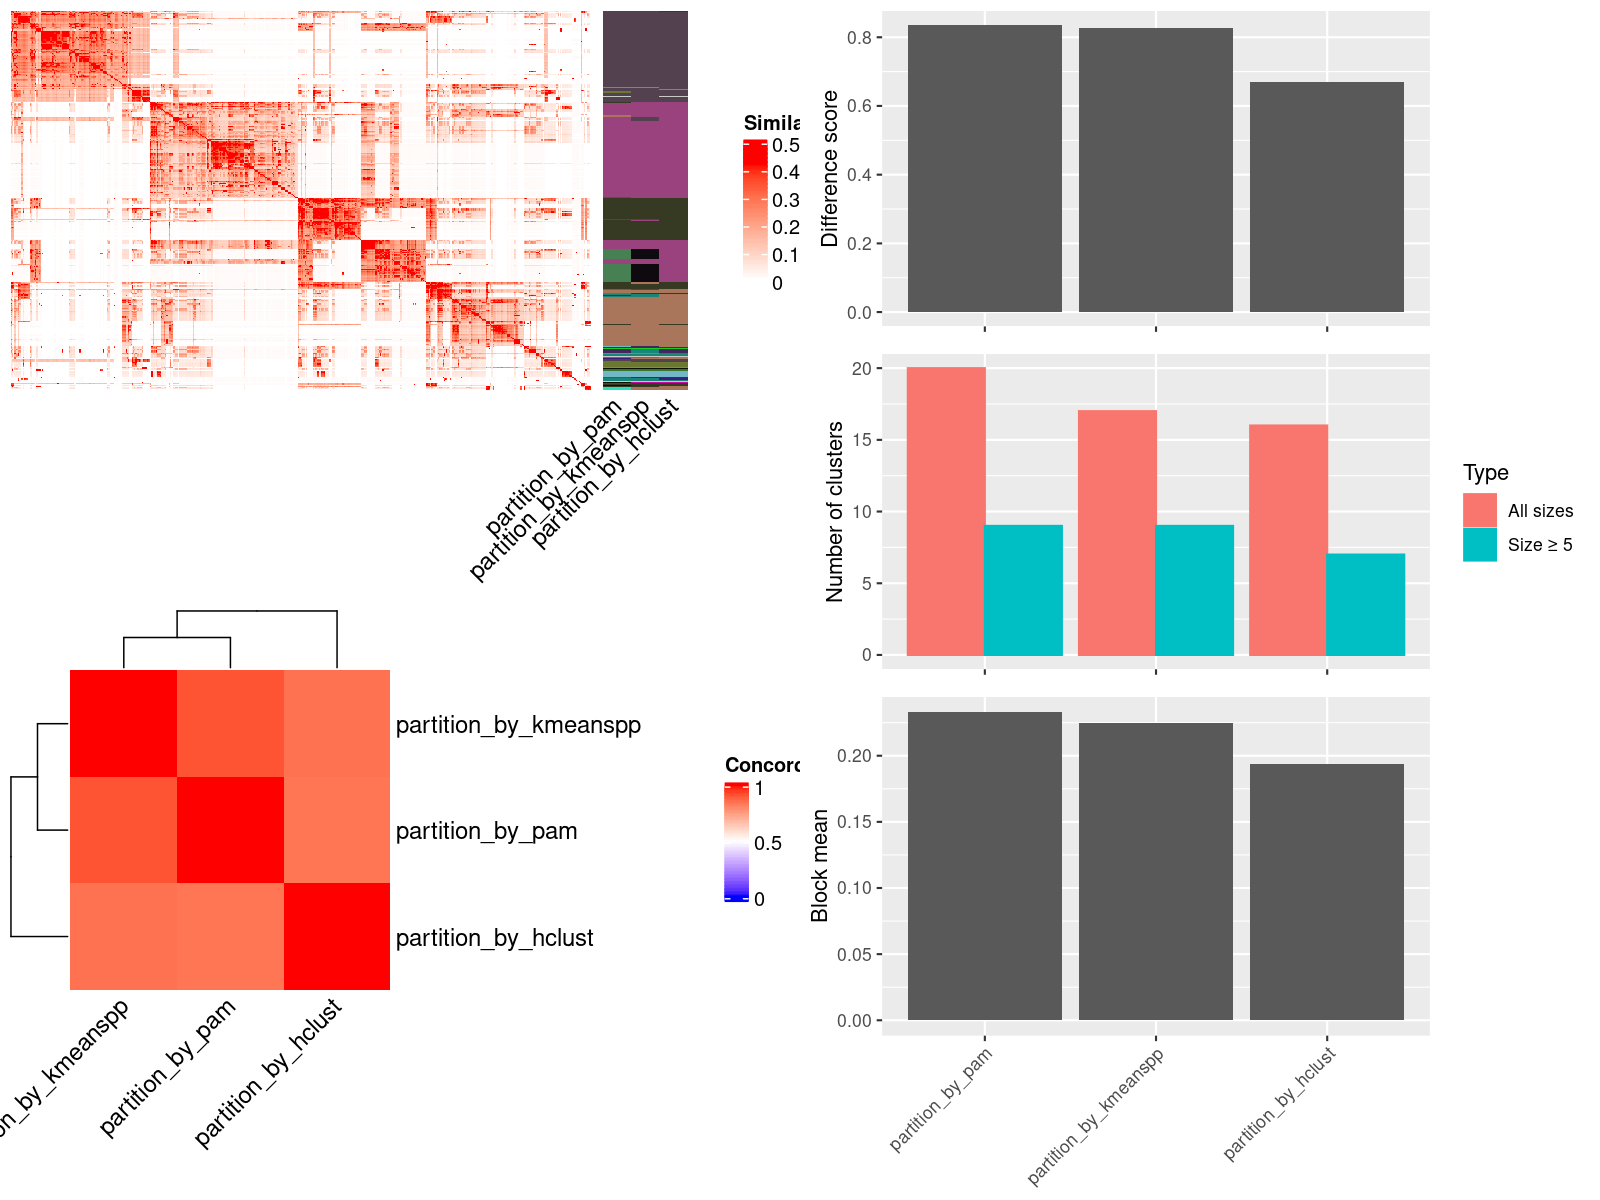 Simila
0.5
0.4
0.3
0.2
0.1
0
partition_by_pam
partition_by_kmeanspp
partition_by_hclust
Difference score
0.8
0.6
0.4
0.2
0.0
Number of clusters
20
15
10
5
0
Type
All sizes
Size ≥ 5
partition_by_kmeanspp
partition_by_pam
partition_by_hclust
on_by_kmeanspp
partition_by_pam
partition_by_hclust
Concord
1
0.5
0
Block mean
0.20
0.15
0.10
0.05
0.00
partition_by_pam
partition_by_kmeanspp
partition_by_hclust